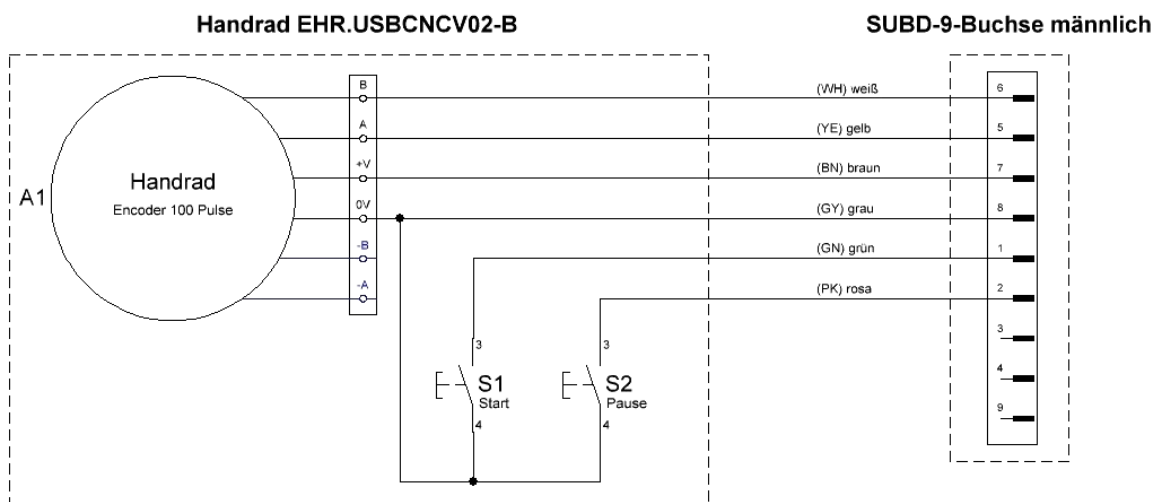 Handrad EHR.USBCNCV02-B
SUBD-9-Buchse männlich
B
(WH) weiß
6
A
(YE) gelb
5
+V
(BN) braun
7
A1
Handrad
Encoder 100 Pulse
0V
(GY) grau
8
-B
(GN) grün
1
-A
(PK) rosa
2
3
3
3
S1
Start
S2
Pause
4
4
4
9